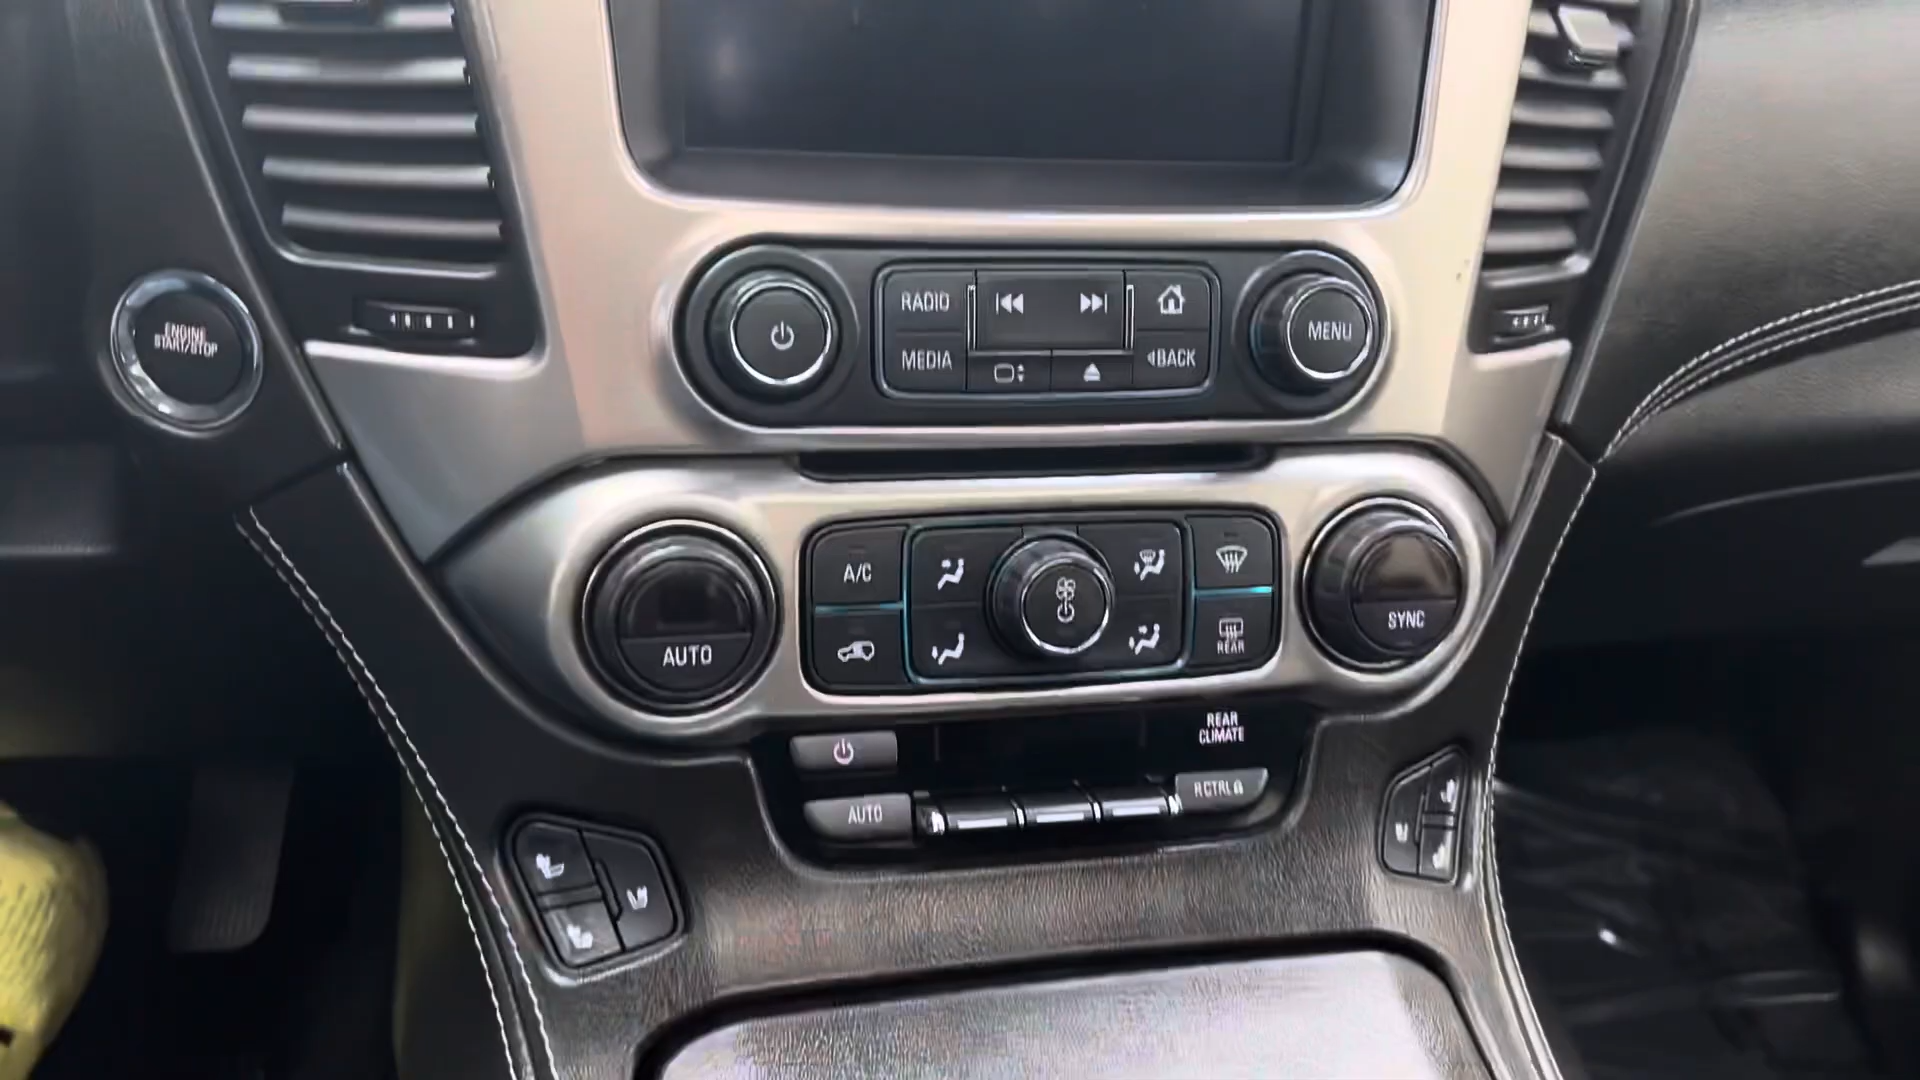 ENGINE
START/STOP
RADIO
MEDIA
BACK
MENU
A/C
AUTO
REAR
SYNC
REAR
CLIMATE
AUTO
RCTRL